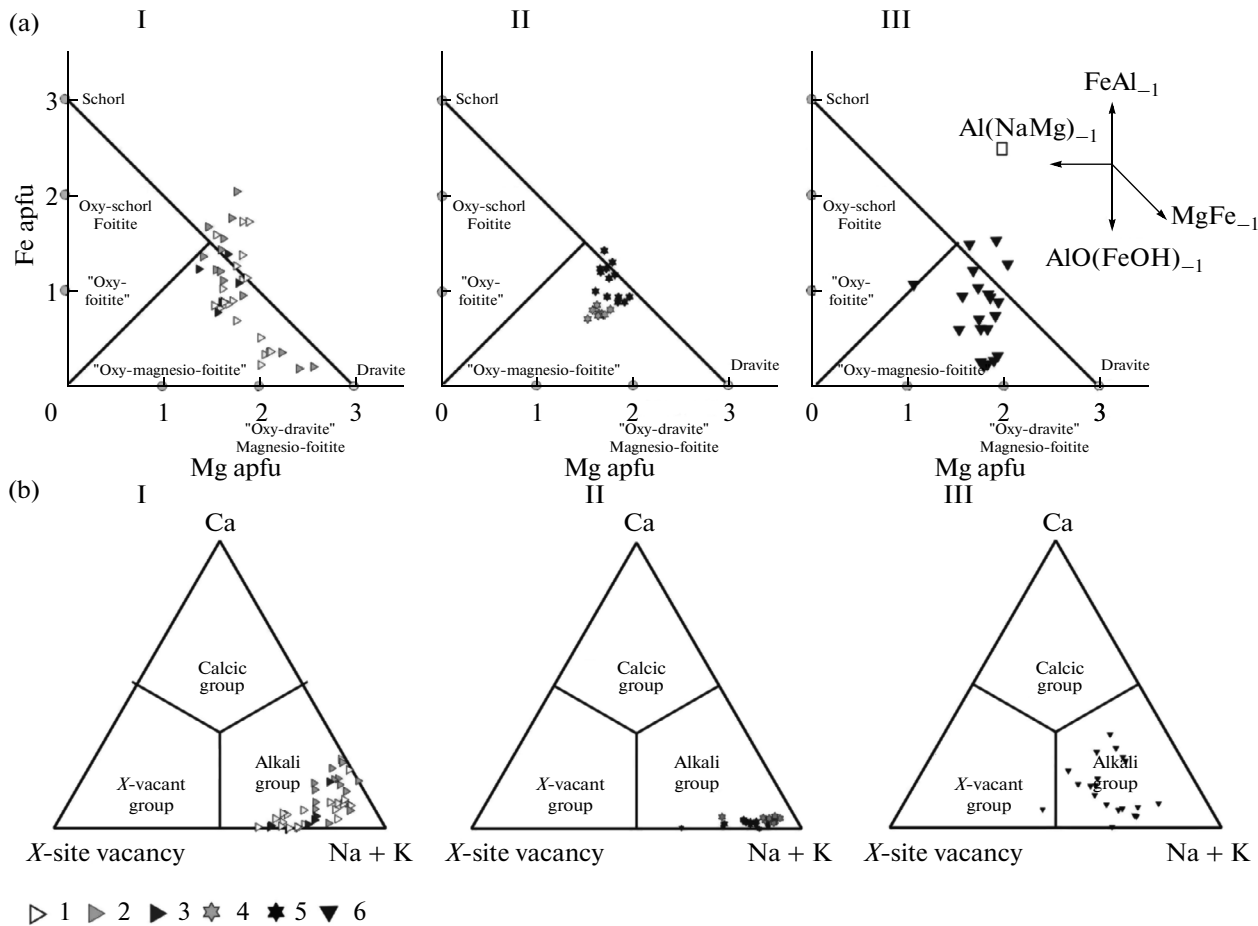 (a)
I
II
III
Fe apfu
3
2
1
0
1
2
3
Schorl
Oxy-schorl
Foitite
"Oxy-
foitite"
"Oxy-magnesio-foitite"
Dravite
"Oxy-dravite"
Magnesio-foitite
Mg apfu
3
2
1
0
1
2
3
Schorl
Oxy-schorl
Foitite
"Oxy-
foitite"
"Oxy-magnesio-foitite"
Dravite
"Oxy-dravite"
Magnesio-foitite
Mg apfu
3
2
1
0
1
2
3
Schorl
Oxy-schorl
Foitite
"Oxy-
foitite"
"Oxy-magnesio-foitite"
Dravite
"Oxy-dravite"
Magnesio-foitite
Mg apfu
FeAl₋₁
Al(NaMg)₋₁
□
MgFe₋₁
AlO(FeOH)₋₁
(b)
I
II
III
Ca
Calcic
group
X-vacant
group
Alkali
group
X-site vacancy
Na + K
Ca
Calcic
group
X-vacant
group
Alkali
group
X-site vacancy
Na + K
Ca
Calcic
group
X-vacant
group
Alkali
group
X-site vacancy
Na + K
1 2 3 4 5 6